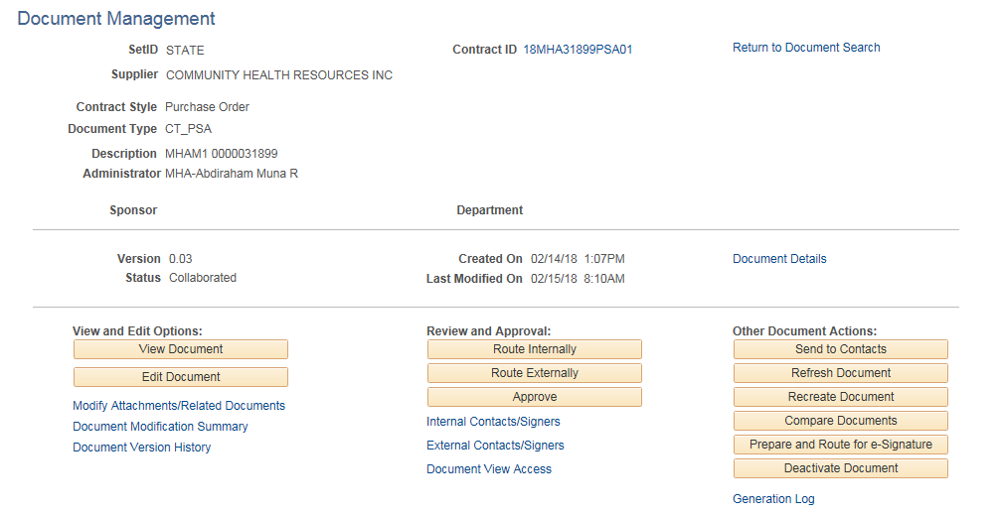 Document Management
SetID STATE Contract ID 18MHA31899PSA01 Return to Document Search
Supplier COMMUNITY HEALTH RESOURCES INC
Contract Style Purchase Order
Document Type CT_PSA
Description MHAM1 0000031899
Administrator MHA-Abdiraham Muna R
Sponsor Department
Version 0.03 Created On 02/14/18 1:07PM Document Details
Status Collaborated Last Modified On 02/15/18 8:10AM
View and Edit Options:
View Document
Edit Document
Modify Attachments/Related Documents
Document Modification Summary
Document Version History
Review and Approval:
Route Internally
Route Externally
Approve
Internal Contacts/Signers
External Contacts/Signers
Document View Access
Other Document Actions:
Send to Contacts
Refresh Document
Recreate Document
Compare Documents
Prepare and Route for e-Signature
Deactivate Document
Generation Log